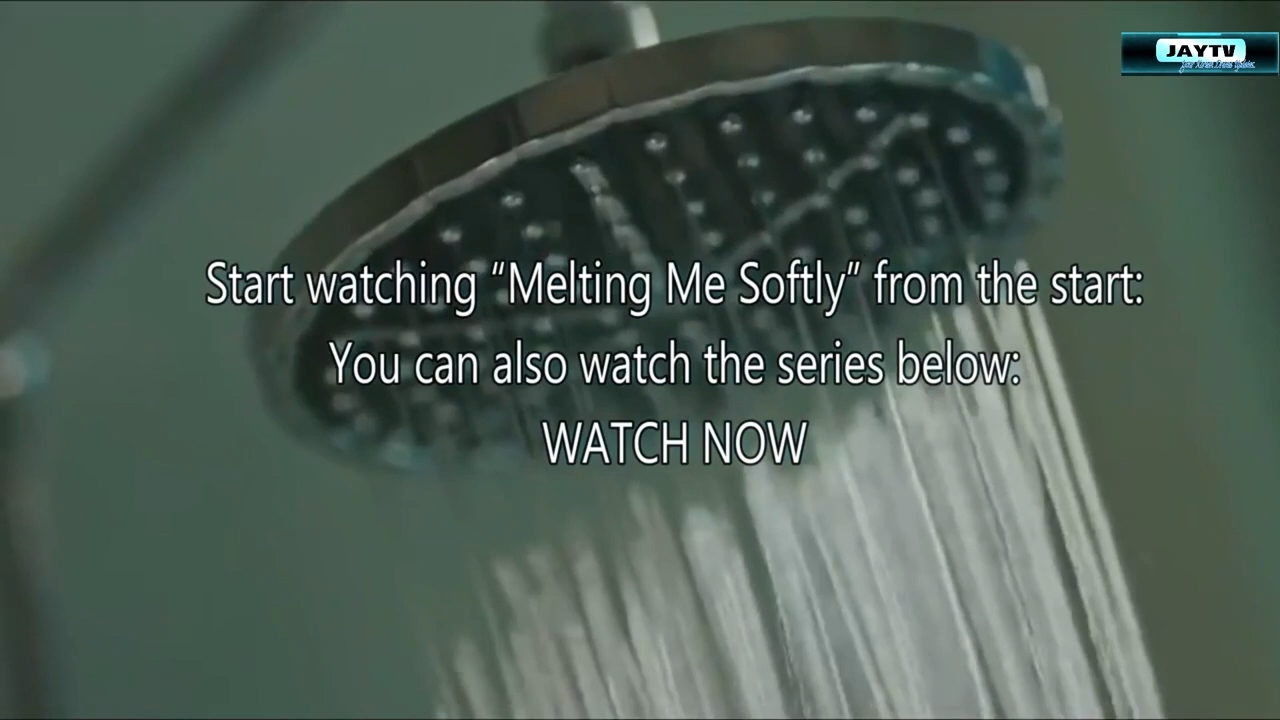 JAYTV
Start watching “Melting Me Softly” from the start:
You can also watch the series below:
WATCH NOW